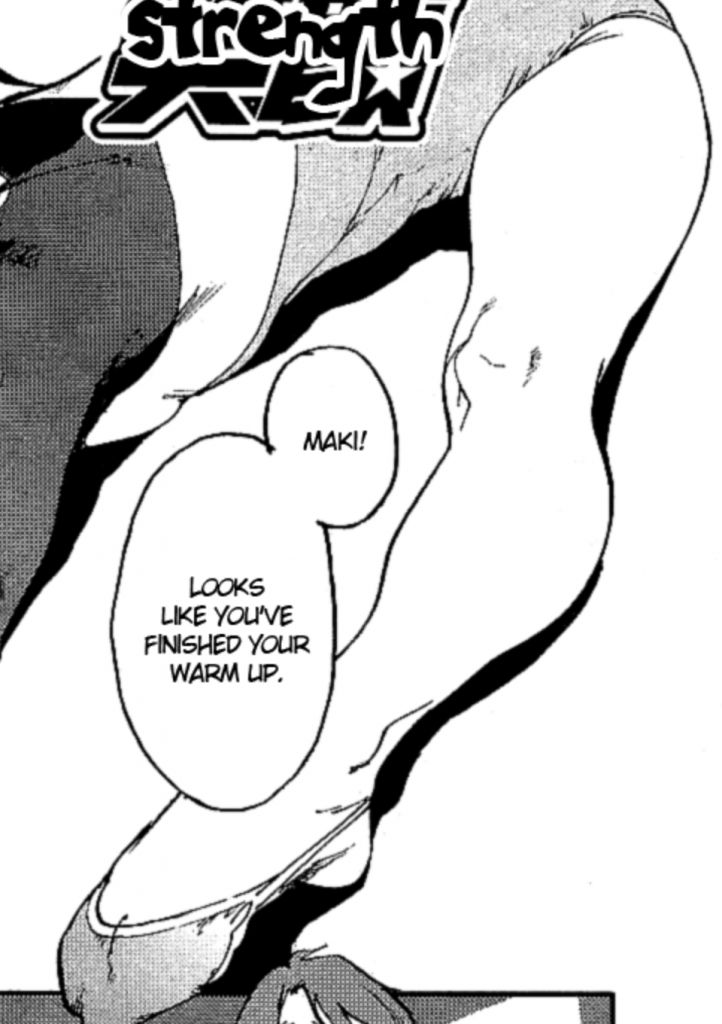 strength
MAKI!
LOOKS
LIKE YOU'VE
FINISHED YOUR
WARM UP.